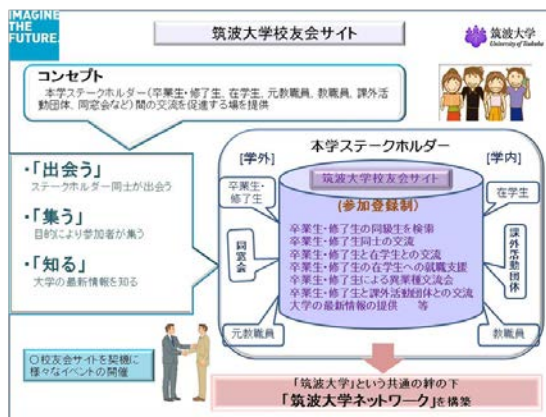 IMAGINE
THE
FUTURE.
筑波大学校友会サイト
筑波大学
University of Tsukuba
コンセプト
本学ステークホルダー(卒業生・修了生、在学生、元教職員、教職員、課外活
動団体、同窓会など)間の交流を促進する場を提供
・「出会う」
ステークホルダー同士が出会う
・「集う」
目的により参加者が集う
・「知る」
大学の最新情報を知る
本学ステークホルダー
[学外]
[学内]
卒業生・
修了生
同窓会
元教職員
筑波大学校友会サイト
(参加登録制)
卒業生・修了生の同級生を検索
卒業生・修了生同士の交流
卒業生・修了生と在学生との交流
卒業生・修了生の在学生への就職支援
卒業生・修了生による異業種交流会
卒業生・修了生と課外活動団体との交流
大学の最新情報の提供 等
在学生
課外活動団体
教職員
○校友会サイトを契機に
様々なイベントの開催
「筑波大学」という共通の絆の下
「筑波大学ネットワーク」を構築